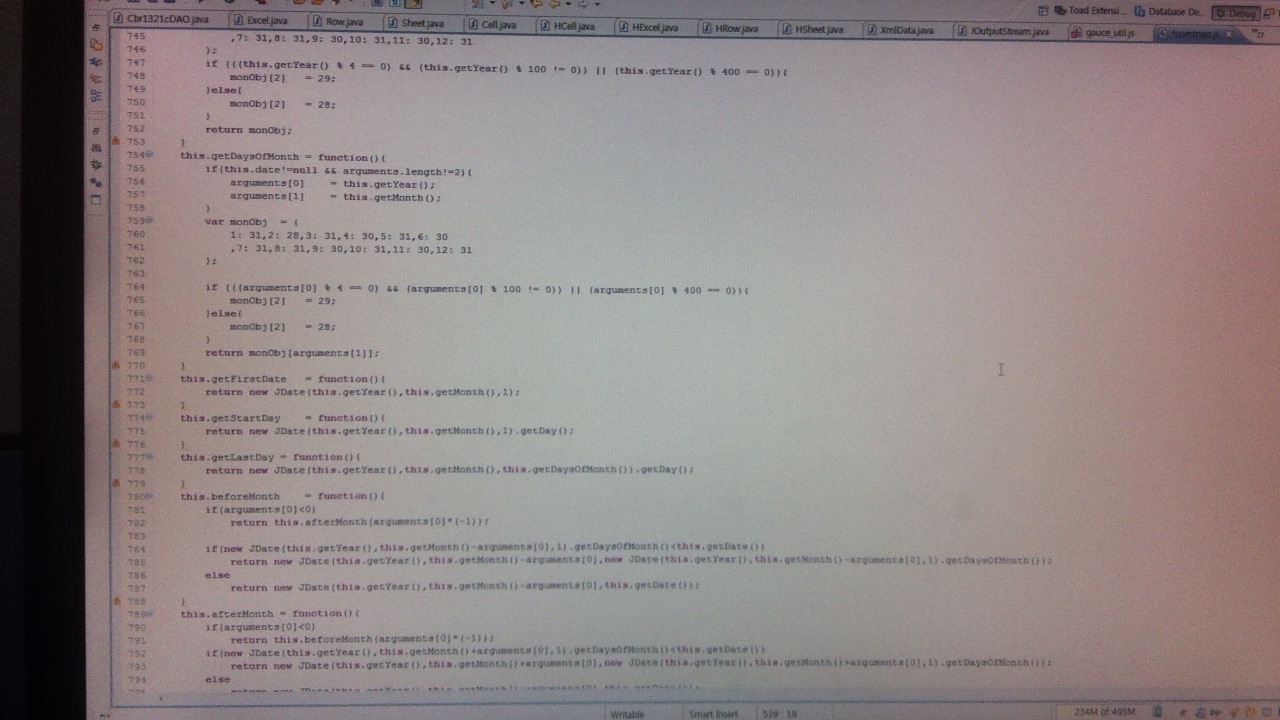 Toad Extensi... Database De... Debug
Cbr1321cDAO.java Excel.java Row.java Sheet.java Cell.java HCell.java HExcel.java HRow.java HSheet.java XmlData.java JOutputStream.java gauce_util.js
745 ,7: 31,8: 31,9: 30,10: 31,11: 30,12: 31
746 };
747 if (((this.getYear() % 4 == 0) && (this.getYear() % 100 != 0)) || (this.getYear() % 400 == 0)){
748 monObj[2] = 29;
749 }else{
750 monObj[2] = 28;
751 }
752 return monObj;
753 }
754 this.getDaysOfMonth = function(){
755 if(this.date!=null && arguments.length!=2){
756 arguments[0] = this.getYear();
757 arguments[1] = this.getMonth();
758 }
759 var monObj = {
760 1: 31,2: 28,3: 31,4: 30,5: 31,6: 30
761 ,7: 31,8: 31,9: 30,10: 31,11: 30,12: 31
762 };
763
764 if (((arguments[0] % 4 == 0) && (arguments[0] % 100 != 0)) || (arguments[0] % 400 == 0)){
765 monObj[2] = 29;
766 }else{
767 monObj[2] = 28;
768 }
769 return monObj[arguments[1]];
770 }
771 this.getFirstDate = function(){
772 return new JDate(this.getYear(),this.getMonth(),1);
773 }
774 this.getStartDay = function(){
775 return new JDate(this.getYear(),this.getMonth(),1).getDay();
776 }
777 this.getLastDay = function(){
778 return new JDate(this.getYear(),this.getMonth(),this.getDaysOfMonth()).getDay();
779 }
780 this.beforeMonth = function(){
781 if(arguments[0]<0)
782 return this.afterMonth(arguments[0]*(-1));
783
784 if(new JDate(this.getYear(),this.getMonth()-arguments[0],1).getDaysOfMonth()<this.getDate())
785 return new JDate(this.getYear(),this.getMonth()-arguments[0],new JDate(this.getYear(),this.getMonth()-arguments[0],1).getDaysOfMonth());
786 else
787 return new JDate(this.getYear(),this.getMonth()-arguments[0],this.getDate());
788 }
789 this.afterMonth = function(){
790 if(arguments[0]<0)
791 return this.beforeMonth(arguments[0]*(-1));
792 if(new JDate(this.getYear(),this.getMonth()+arguments[0],1).getDaysOfMonth()<this.getDate())
793 return new JDate(this.getYear(),this.getMonth()+arguments[0],new JDate(this.getYear(),this.getMonth()+arguments[0],1).getDaysOfMonth());
794 else
Writable Smart Insert 539 : 18 234M of 495M